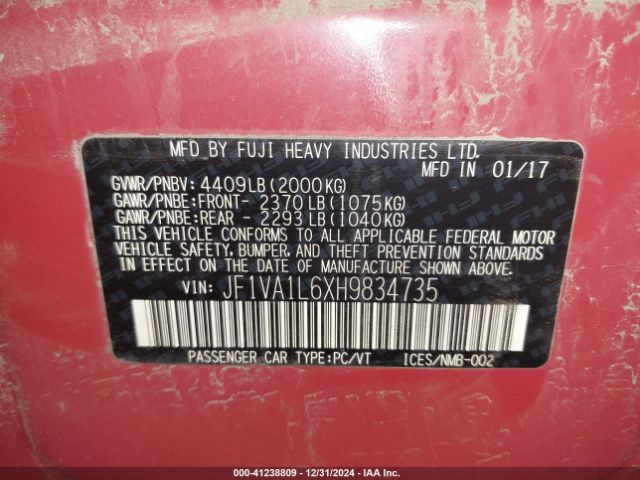 MFD BY FUJI HEAVY INDUSTRIES LTD.
MFD IN 01/17
GVWR/PNBV: 4409LB(2000KG)
GAWR/PNBE:FRONT- 2370LB(1075KG)
GAWR/PNBE:REAR - 2293LB(1040KG)
THIS VEHICLE CONFORMS TO ALL APPLICABLE FEDERAL MOTOR
VEHICLE SAFETY, BUMPER, AND THEFT PREVENTION STANDARDS
IN EFFECT ON THE DATE OF MANUFACTURE SHOWN ABOVE.
VIN: JF1VA1L6XH9834735
PASSENGER CAR TYPE:PC/VT ICES/NMB-002
000-41238809 - 12/31/2024 - IAA Holdings, LLC.